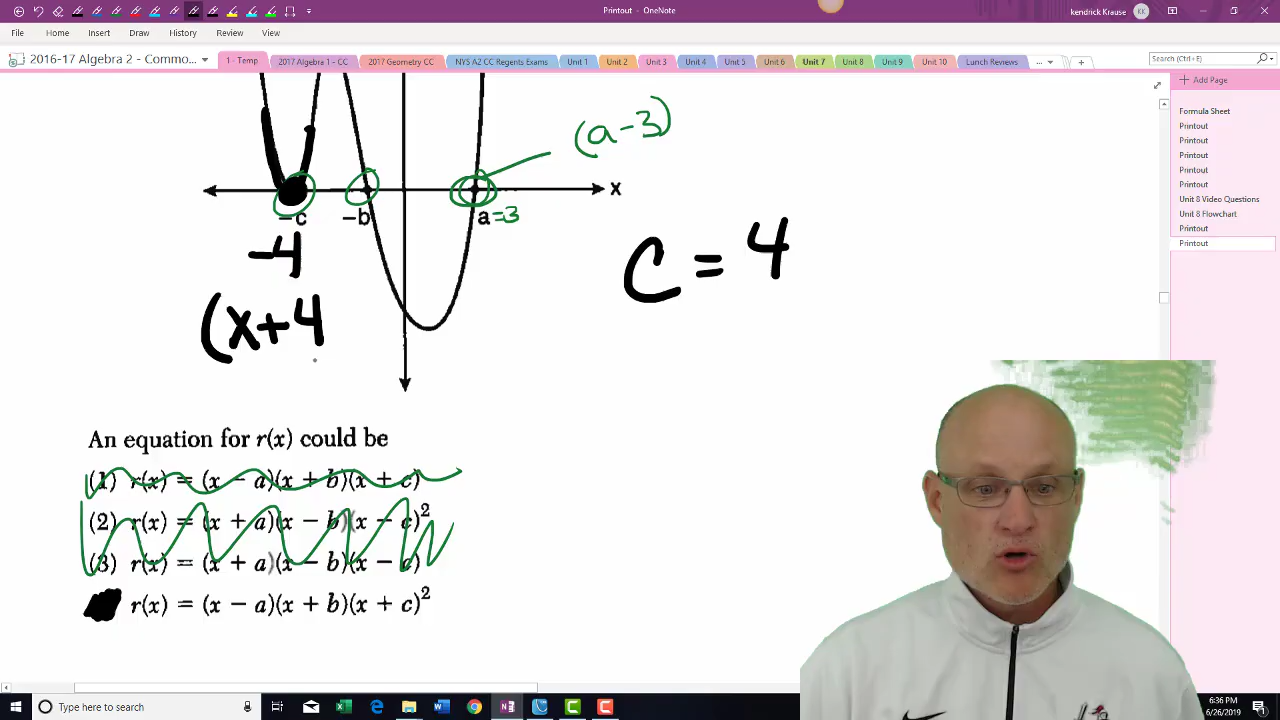 Printout - OneNote
kendrick Krause KK
File Home Insert Draw History Review View
2016-17 Algebra 2 - Commo...
1 - Temp 2017 Algebra 1 - CC 2017 Geometry CC NYS A2 CC Regents Exams Unit 1 Unit 2 Unit 3 Unit 4 Unit 5 Unit 6 Unit 7 Unit 8 Unit 9 Unit 10 Lunch Reviews ...
Search (Ctrl+E)
Add Page
Formula Sheet
Printout
Printout
Printout
Printout
Printout
Unit 8 Video Questions
Unit 8 Flowchart
Printout
Printout
(a-3)
x
-c -b a=3
-4
c = 4
(x+4
An equation for r(x) could be
(1) r(x) = (x − a)(x + b)(x + c)
(2) r(x) = (x + a)(x − b)(x − c)²
(3) r(x) = (x + a)(x − b)(x − c)
r(x) = (x − a)(x + b)(x + c)²
Type here to search
6:36 PM
6/26/2019